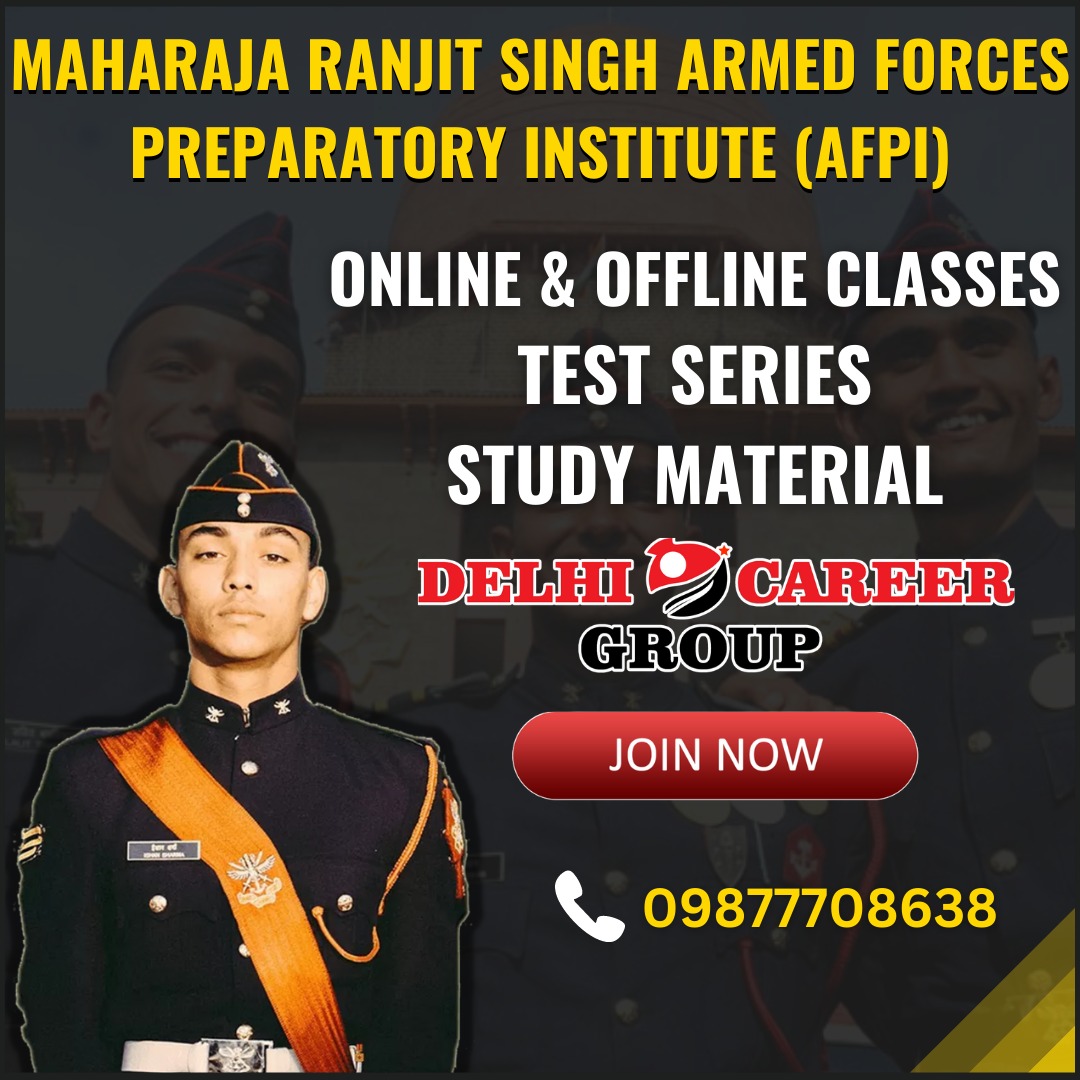 MAHARAJA RANJIT SINGH ARMED FORCES
PREPARATORY INSTITUTE (AFPI)
ONLINE & OFFLINE CLASSES
TEST SERIES
STUDY MATERIAL
DELHI CAREER
GROUP
JOIN NOW
09877708638